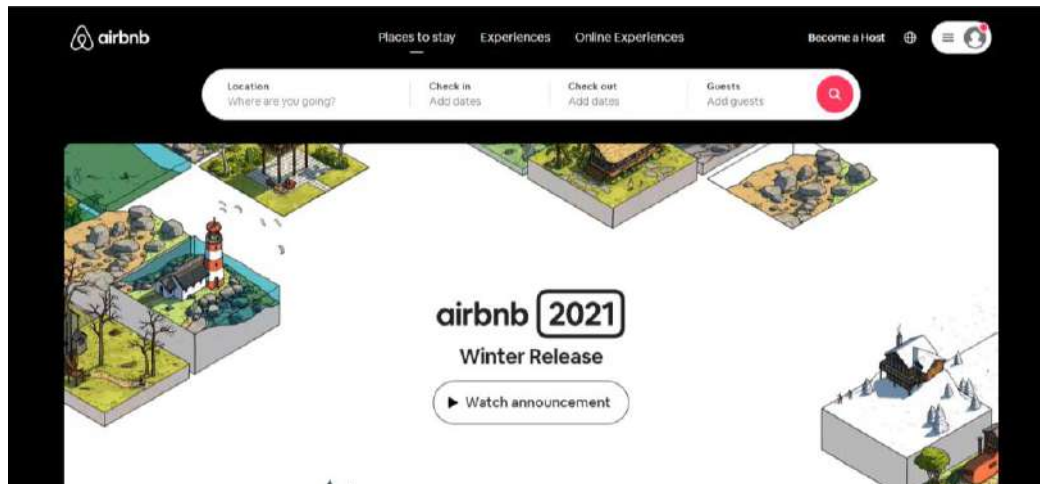 airbnb
Places to stay Experiences Online Experiences
Become a Host
Location Check in Check out Guests
Where are you going? Add dates Add dates Add guests
airbnb 2021
Winter Release
Watch announcement